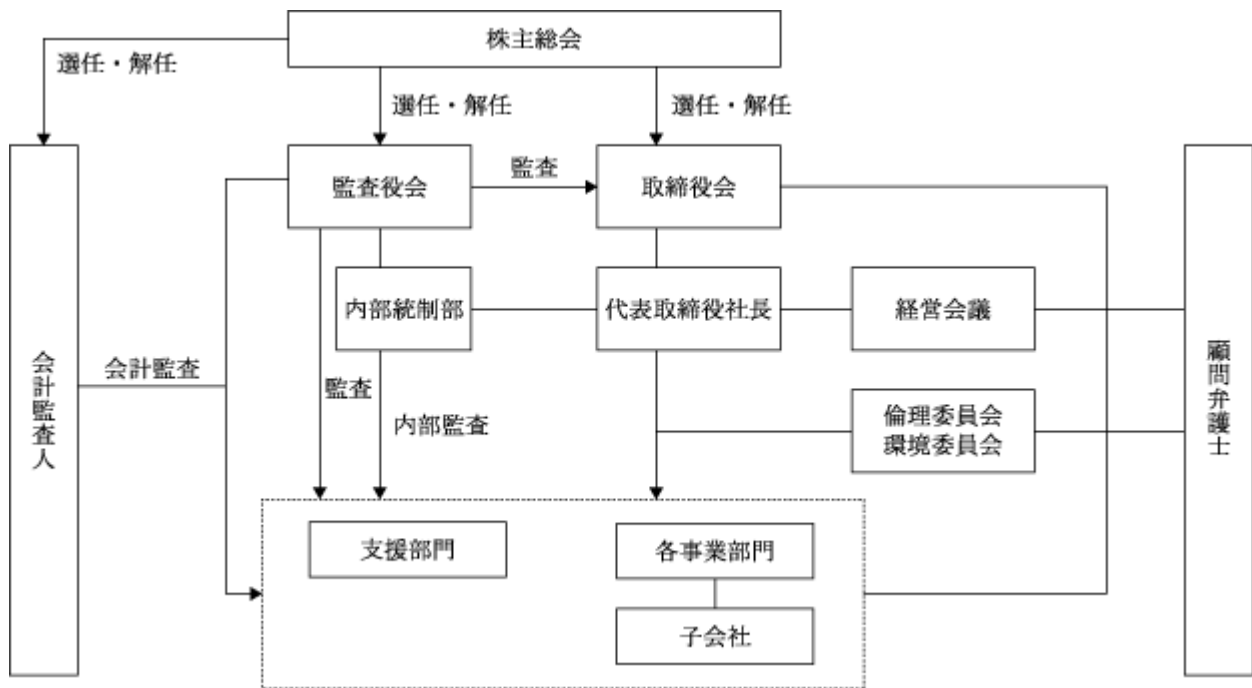 株主総会
選任・解任
選任・解任
選任・解任
監査役会
監査
取締役会
内部統制部
代表取締役社長
経営会議
会計監査人
会計監査
監査
内部監査
倫理委員会
環境委員会
顧問弁護士
支援部門
各事業部門
子会社